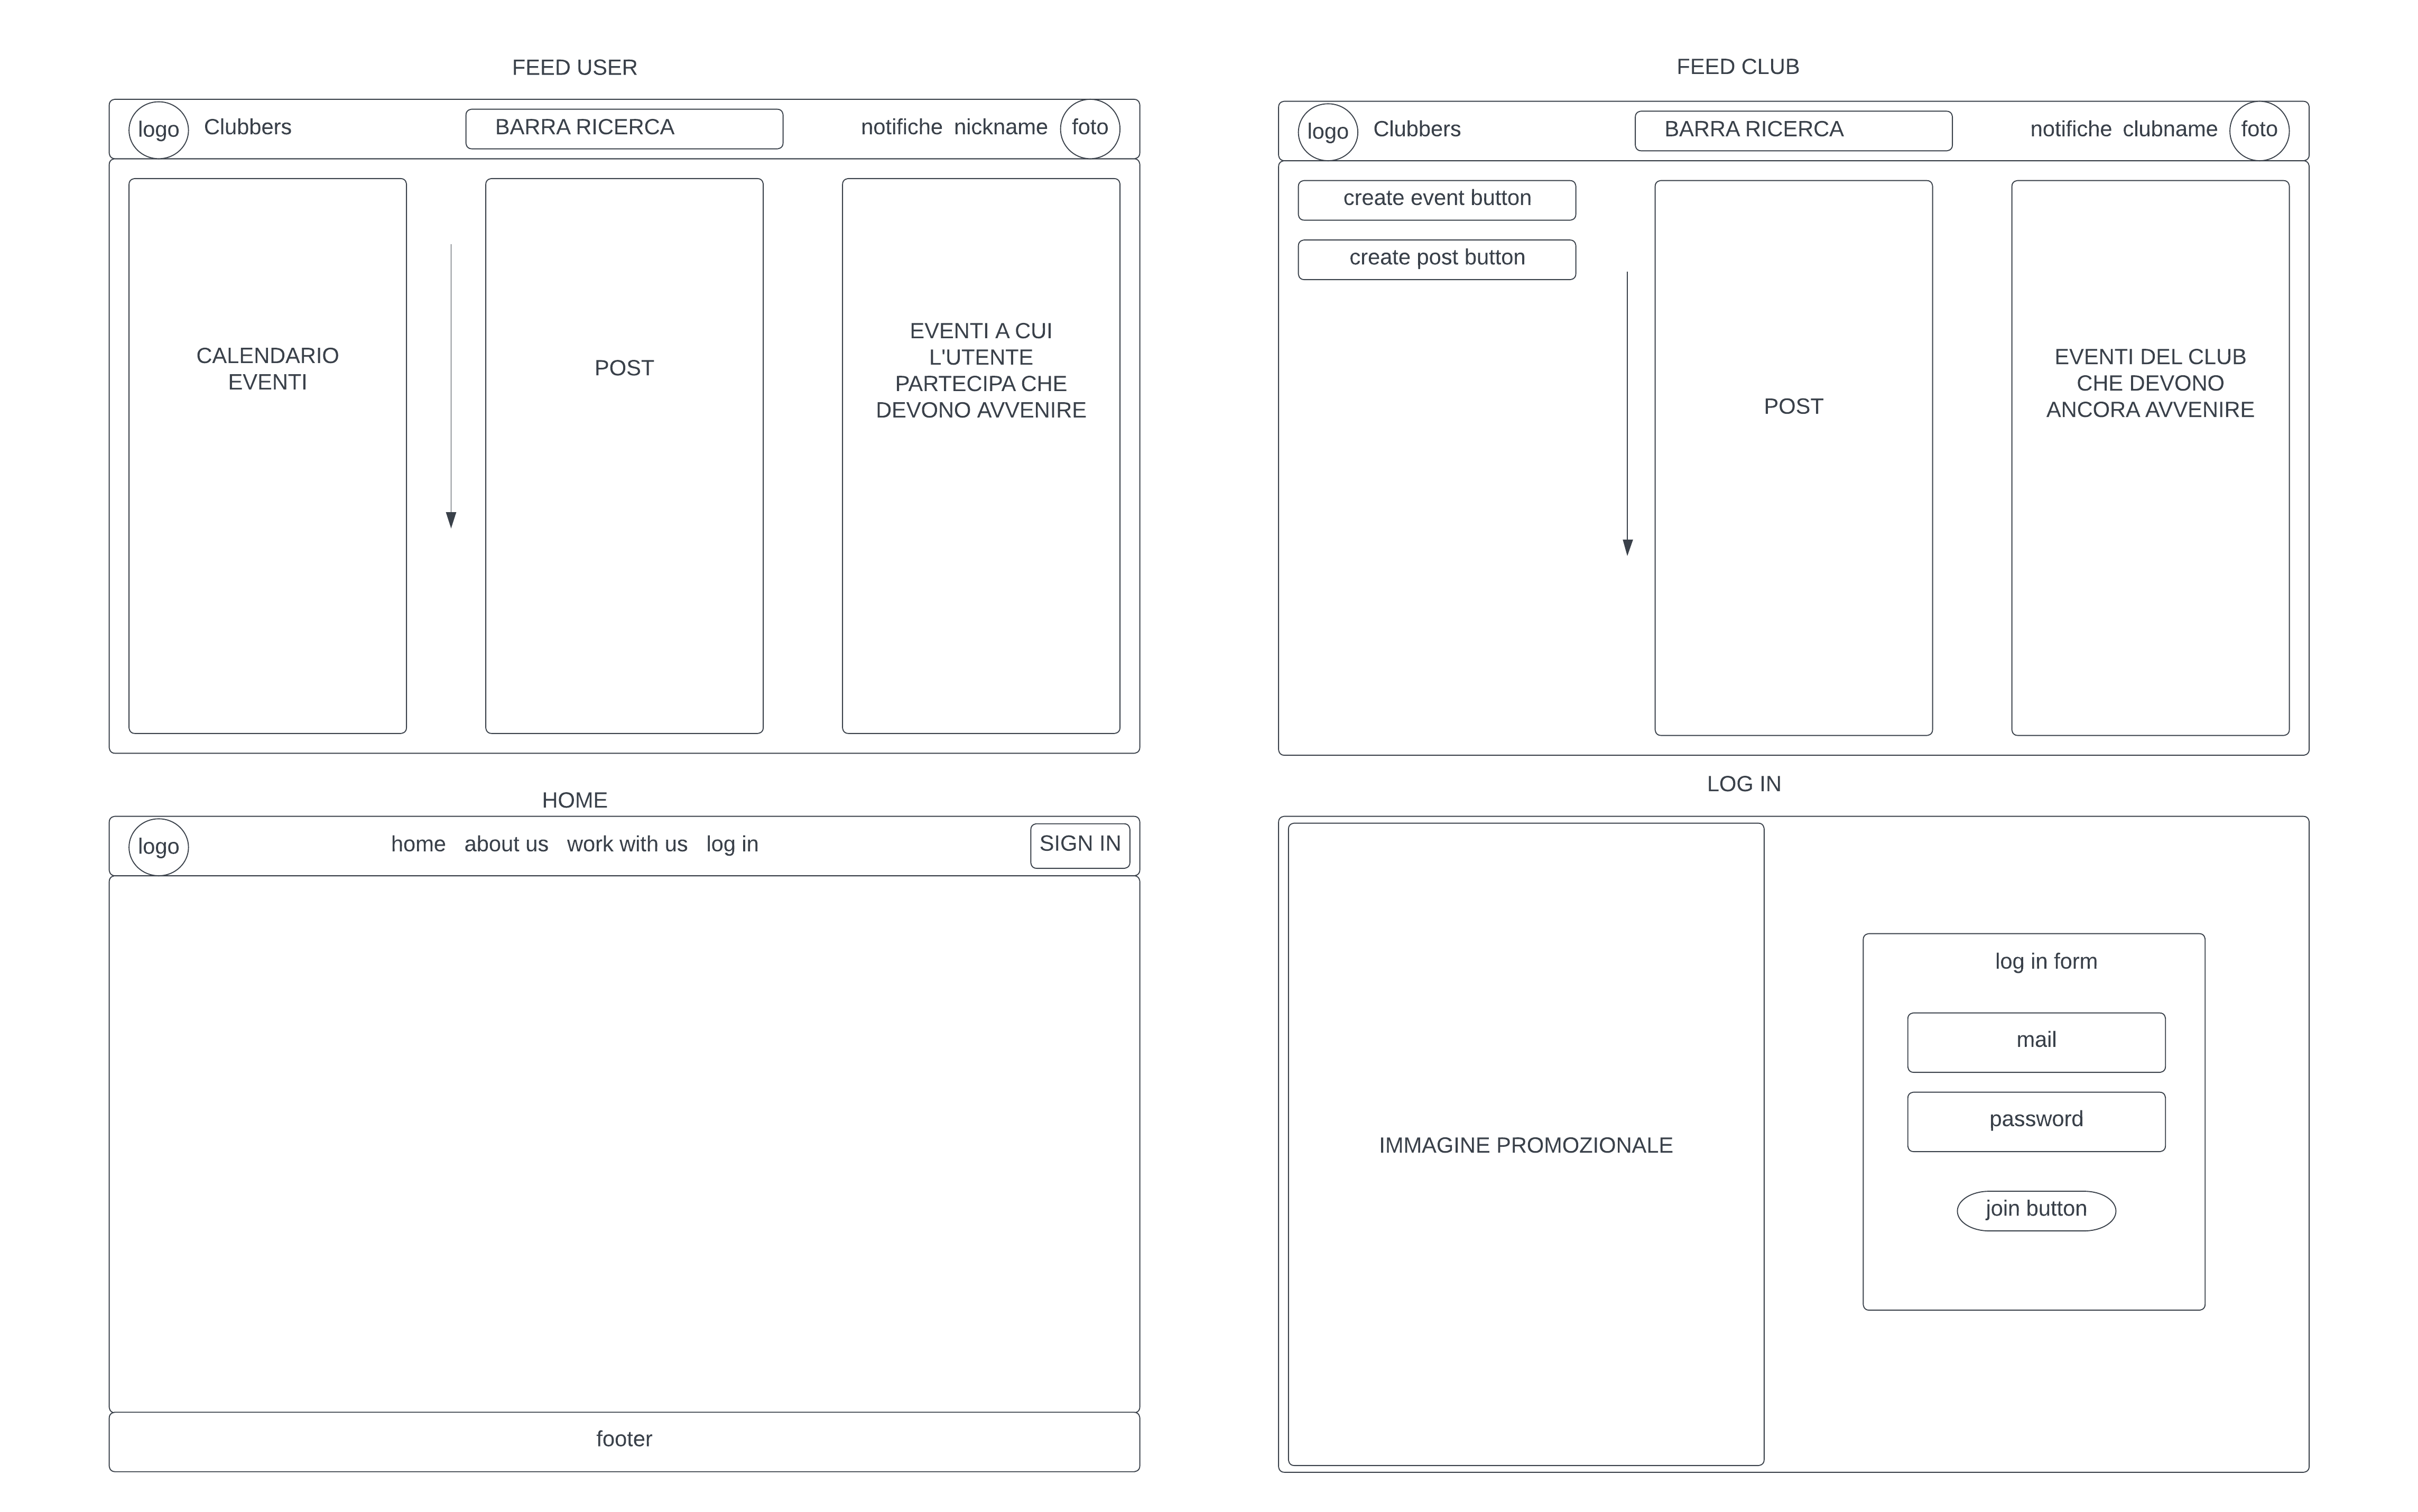 FEED USER
logo Clubbers BARRA RICERCA notifiche nickname foto
CALENDARIO
EVENTI
POST
EVENTI A CUI
L'UTENTE
PARTECIPA CHE
DEVONO AVVENIRE
FEED CLUB
logo Clubbers BARRA RICERCA notifiche clubname foto
create event button
create post button
POST
EVENTI DEL CLUB
CHE DEVONO
ANCORA AVVENIRE
HOME
logo home about us work with us log in SIGN IN
footer
LOG IN
IMMAGINE PROMOZIONALE
log in form
mail
password
join button